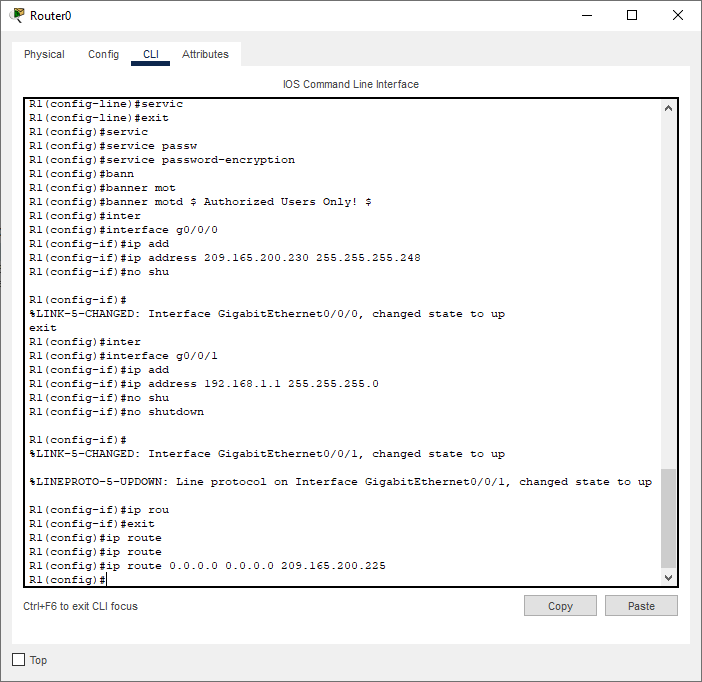 Router0
Physical Config CLI Attributes
IOS Command Line Interface
R1(config-line)#servic
R1(config-line)#exit
R1(config)#servic
R1(config)#service passw
R1(config)#service password-encryption
R1(config)#bann
R1(config)#banner mot
R1(config)#banner motd $ Authorized Users Only! $
R1(config)#inter
R1(config)#interface g0/0/0
R1(config-if)#ip add
R1(config-if)#ip address 209.165.200.230 255.255.255.248
R1(config-if)#no shu
R1(config-if)#
%LINK-5-CHANGED: Interface GigabitEthernet0/0/0, changed state to up
exit
R1(config)#inter
R1(config)#interface g0/0/1
R1(config-if)#ip add
R1(config-if)#ip address 192.168.1.1 255.255.255.0
R1(config-if)#no shu
R1(config-if)#no shutdown
R1(config-if)#
%LINK-5-CHANGED: Interface GigabitEthernet0/0/1, changed state to up
%LINEPROTO-5-UPDOWN: Line protocol on Interface GigabitEthernet0/0/1, changed state to up
R1(config-if)#ip rou
R1(config-if)#exit
R1(config)#ip route
R1(config)#ip route
R1(config)#ip route 0.0.0.0 0.0.0.0 209.165.200.225
R1(config)#
Ctrl+F6 to exit CLI focus
Copy Paste
Top